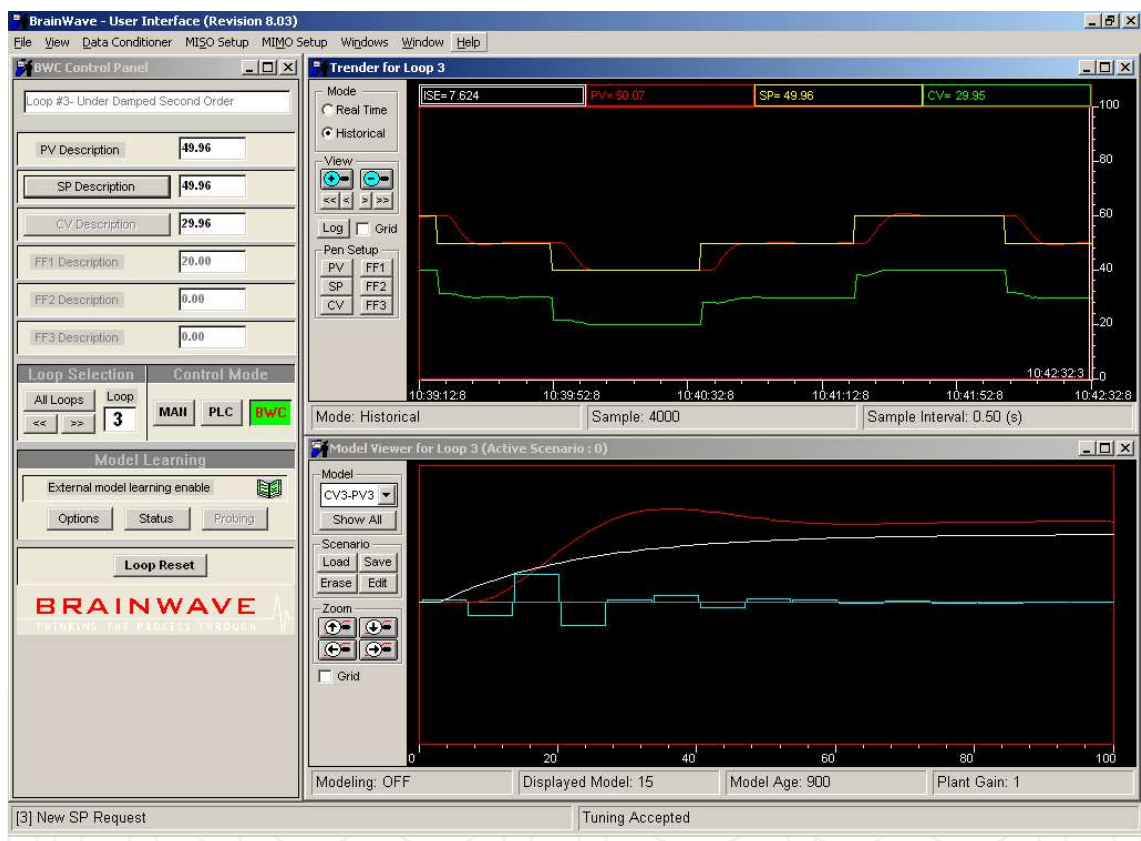 BrainWave - User Interface (Revision 8.03)
File View Data Conditioner MISO Setup MIMO Setup Windows Window Help
BWC Control Panel
Loop #3- Under Damped Second Order
PV Description 49.96
SP Description 49.96
CV Description 29.96
FF1 Description 20.00
FF2 Description 0.00
FF3 Description 0.00
Loop Selection Control Mode
All Loops Loop
<< >> 3 MAN PLC BWC
Model Learning
External model learning enable
Options Status Probing
Loop Reset
BRAINWAVE
THINKING THE PROCESS THROUGH
Trender for Loop 3
Mode
Real Time
Historical
View
<< < > >>
Log Grid
Pen Setup
PV FF1
SP FF2
CV FF3
ISE= 7.624 PV= 50.07 SP= 49.96 CV= 29.95
100
80
60
40
20
0
10:42:32:3
10:39:12:8 10:39:52:8 10:40:32:8 10:41:12:8 10:41:52:8 10:42:32:8
Mode: Historical Sample: 4000 Sample Interval: 0.50 (s)
Model Viewer for Loop 3 (Active Scenario : 0)
Model
CV3-PV3
Show All
Scenario
Load Save
Erase Edit
Zoom
Grid
0 20 40 60 80 100
Modeling: OFF Displayed Model: 15 Model Age: 900 Plant Gain: 1
[3] New SP Request Tuning Accepted